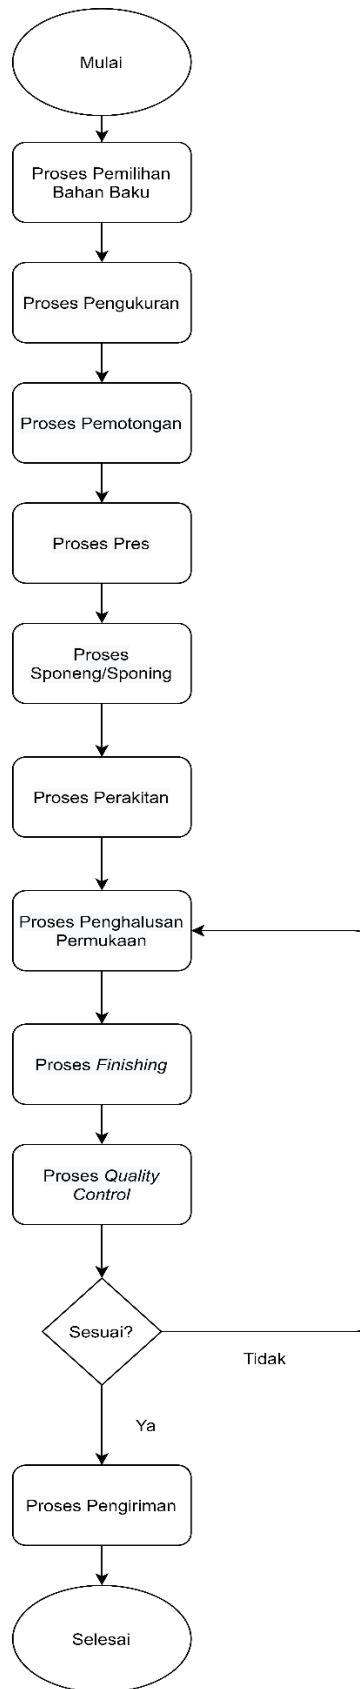 Mulai
Proses Pemilihan
Bahan Baku
Proses Pengukuran
Proses Pemotongan
Proses Pres
Proses
Sponeng/Sponing
Proses Perakitan
Proses Penghalusan
Permukaan
Proses Finishing
Proses Quality
Control
Sesuai?
Tidak
Ya
Proses Pengiriman
Selesai